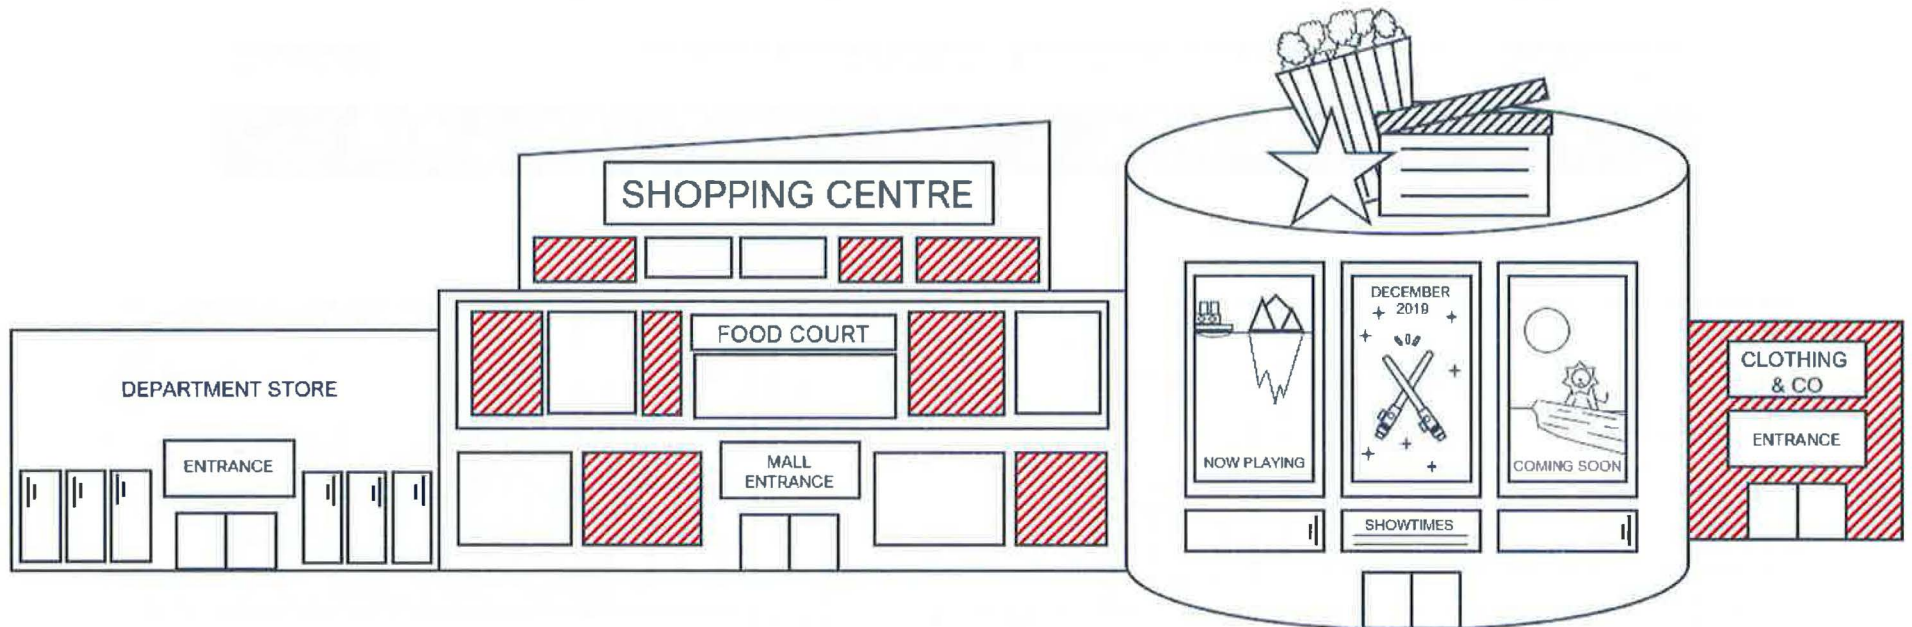 SHOPPING CENTRE
FOOD COURT
DEPARTMENT STORE
ENTRANCE
MALL
ENTRANCE
DECEMBER
2019
NOW PLAYING
COMING SOON
SHOWTIMES
CLOTHING
& CO
ENTRANCE